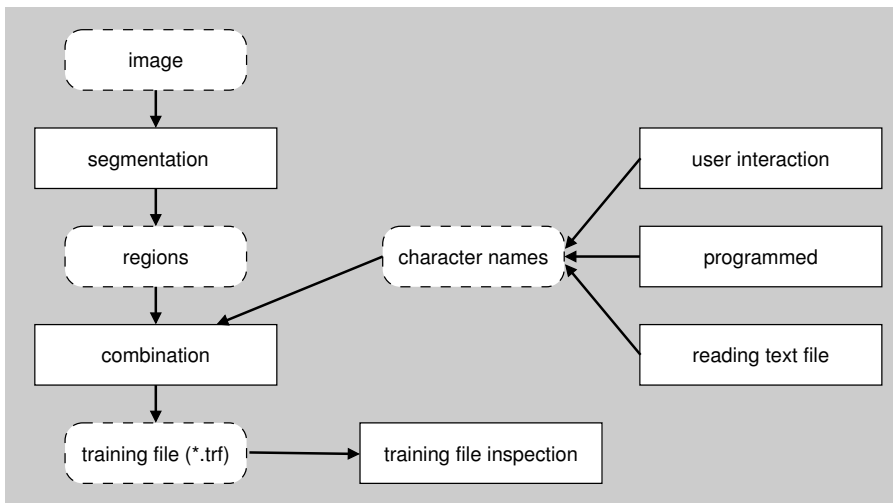 image
segmentation
user interaction
regions
character names
programmed
combination
reading text file
training file (*.trf)
training file inspection